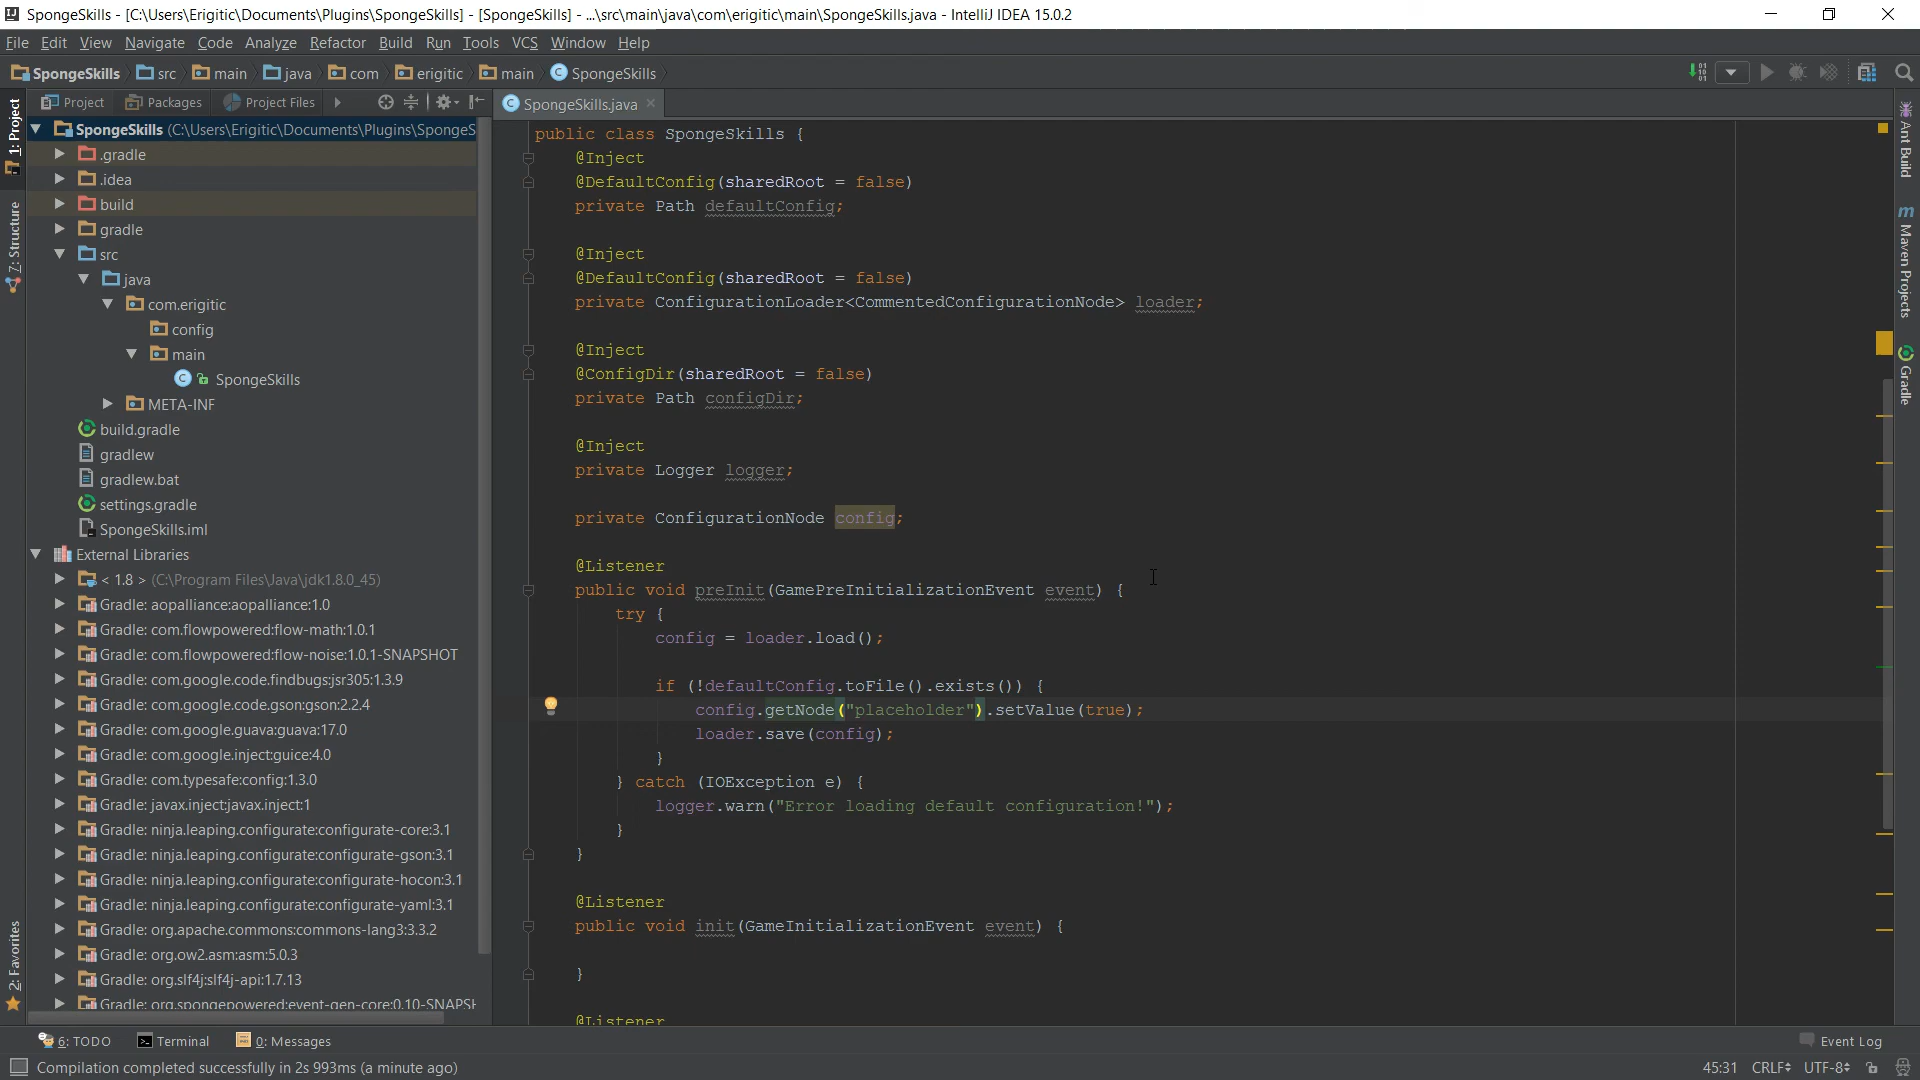 SpongeSkills - [C:\Users\Erigitic\Documents\Plugins\SpongeSkills] - [SpongeSkills] - ...\src\main\java\com\erigitic\main\SpongeSkills.java - IntelliJ IDEA 15.0.2
File Edit View Navigate Code Analyze Refactor Build Run Tools VCS Window Help
SpongeSkills src main java com erigitic main SpongeSkills
Project Packages Project Files
SpongeSkills.java
1: Project
7: Structure
2: Favorites
SpongeSkills (C:\Users\Erigitic\Documents\Plugins\SpongeS
.gradle
.idea
build
gradle
src
java
com.erigitic
config
main
SpongeSkills
META-INF
build.gradle
gradlew
gradlew.bat
settings.gradle
SpongeSkills.iml
External Libraries
< 1.8 > (C:\Program Files\Java\jdk1.8.0_45)
Gradle: aopalliance:aopalliance:1.0
Gradle: com.flowpowered:flow-math:1.0.1
Gradle: com.flowpowered:flow-noise:1.0.1-SNAPSHOT
Gradle: com.google.code.findbugs:jsr305:1.3.9
Gradle: com.google.code.gson:gson:2.2.4
Gradle: com.google.guava:guava:17.0
Gradle: com.google.inject:guice:4.0
Gradle: com.typesafe:config:1.3.0
Gradle: javax.inject:javax.inject:1
Gradle: ninja.leaping.configurate:configurate-core:3.1
Gradle: ninja.leaping.configurate:configurate-gson:3.1
Gradle: ninja.leaping.configurate:configurate-hocon:3.1
Gradle: ninja.leaping.configurate:configurate-yaml:3.1
Gradle: org.apache.commons:commons-lang3:3.3.2
Gradle: org.ow2.asm:asm:5.0.3
Gradle: org.slf4j:slf4j-api:1.7.13
Gradle: org.spongepowered:event-gen-core:0.10-SNAPSH
public class SpongeSkills {
@Inject
@DefaultConfig(sharedRoot = false)
private Path defaultConfig;
@Inject
@DefaultConfig(sharedRoot = false)
private ConfigurationLoader<CommentedConfigurationNode> loader;
@Inject
@ConfigDir(sharedRoot = false)
private Path configDir;
@Inject
private Logger logger;
private ConfigurationNode config;
@Listener
public void preInit(GamePreInitializationEvent event) {
try {
config = loader.load();
if (!defaultConfig.toFile().exists()) {
config.getNode("placeholder").setValue(true);
loader.save(config);
}
} catch (IOException e) {
logger.warn("Error loading default configuration!");
}
}
@Listener
public void init(GameInitializationEvent event) {
}
@Listener
Ant Build
Maven Projects
Gradle
6: TODO Terminal 0: Messages Event Log
Compilation completed successfully in 2s 993ms (a minute ago) 45:31 CRLF UTF-8